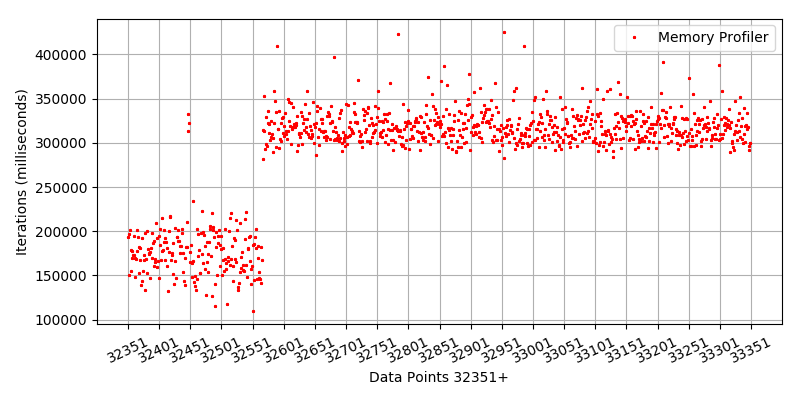 Memory Profiler
Iterations (milliseconds)
400000
350000
300000
250000
200000
150000
100000
32351 32401 32451 32501 32551 32601 32651 32701 32751 32801 32851 32901 32951 33001 33051 33101 33151 33201 33251 33301 33351
Data Points 32351+